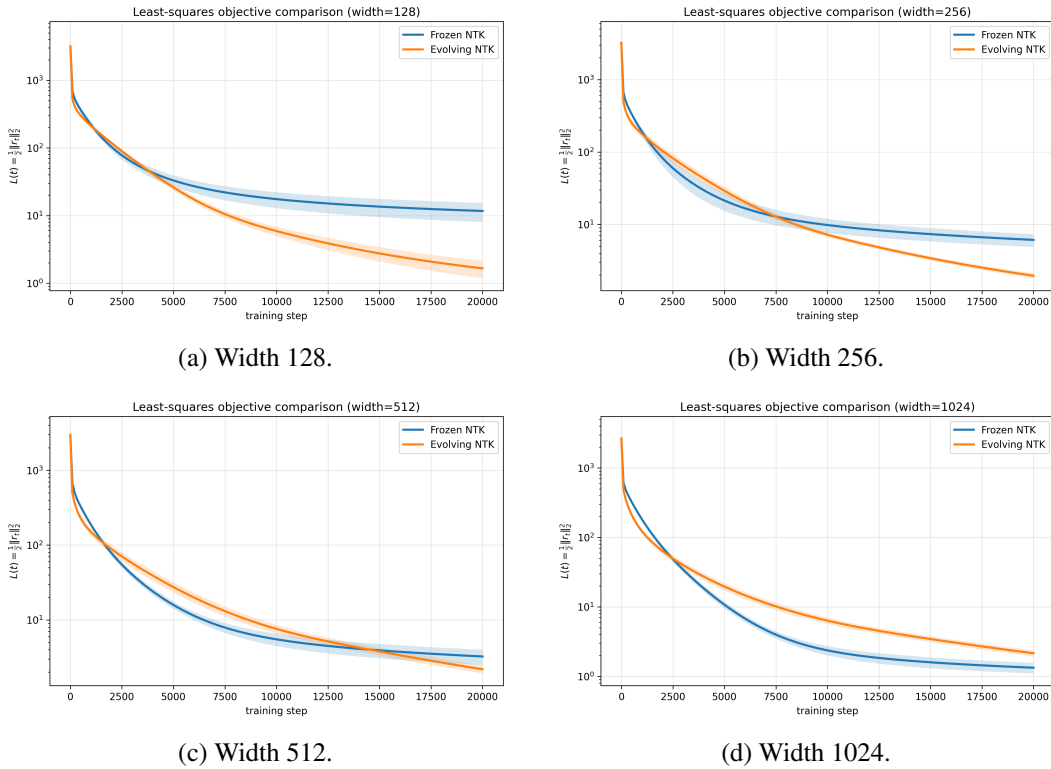 Least-squares objective comparison (width=128)
L(t) = ½‖rₜ‖²₂
10³
10²
10¹
10⁰
Frozen NTK
Evolving NTK
0 2500 5000 7500 10000 12500 15000 17500 20000
training step
(a) Width 128.
Least-squares objective comparison (width=256)
L(t) = ½‖rₜ‖²₂
10³
10²
10¹
Frozen NTK
Evolving NTK
0 2500 5000 7500 10000 12500 15000 17500 20000
training step
(b) Width 256.
Least-squares objective comparison (width=512)
L(t) = ½‖rₜ‖²₂
10³
10²
10¹
Frozen NTK
Evolving NTK
0 2500 5000 7500 10000 12500 15000 17500 20000
training step
(c) Width 512.
Least-squares objective comparison (width=1024)
L(t) = ½‖rₜ‖²₂
10³
10²
10¹
10⁰
Frozen NTK
Evolving NTK
0 2500 5000 7500 10000 12500 15000 17500 20000
training step
(d) Width 1024.